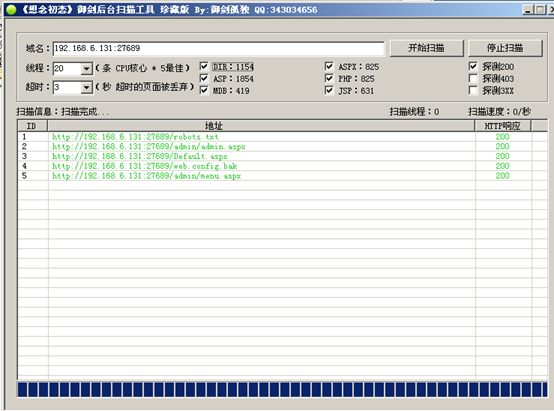 《想念初态》御剑后台扫描工具 珍藏版 By:御剑孤独 QQ:343034656
域名： 192.168.6.131:27689 开始扫描 停止扫描
线程： 20 （条 CPU核心 * 5最佳） DIR：1154 ASPX：825 探测200
ASP：1854 PHP：825 探测403
超时： 3 （秒 超时的页面被丢弃） MDB：419 JSP：631 探测3XX
扫描信息：扫描完成... 扫描线程：0 扫描速度：0/秒
ID 地址 HTTP响应
1 http://192.168.6.131:27689/robots.txt 200
2 http://192.168.6.131:27689/admin/admin.aspx 200
3 http://192.168.6.131:27689/Default.aspx 200
4 http://192.168.6.131:27689/web.config.bak 200
5 http://192.168.6.131:27689/admin/menu.aspx 200